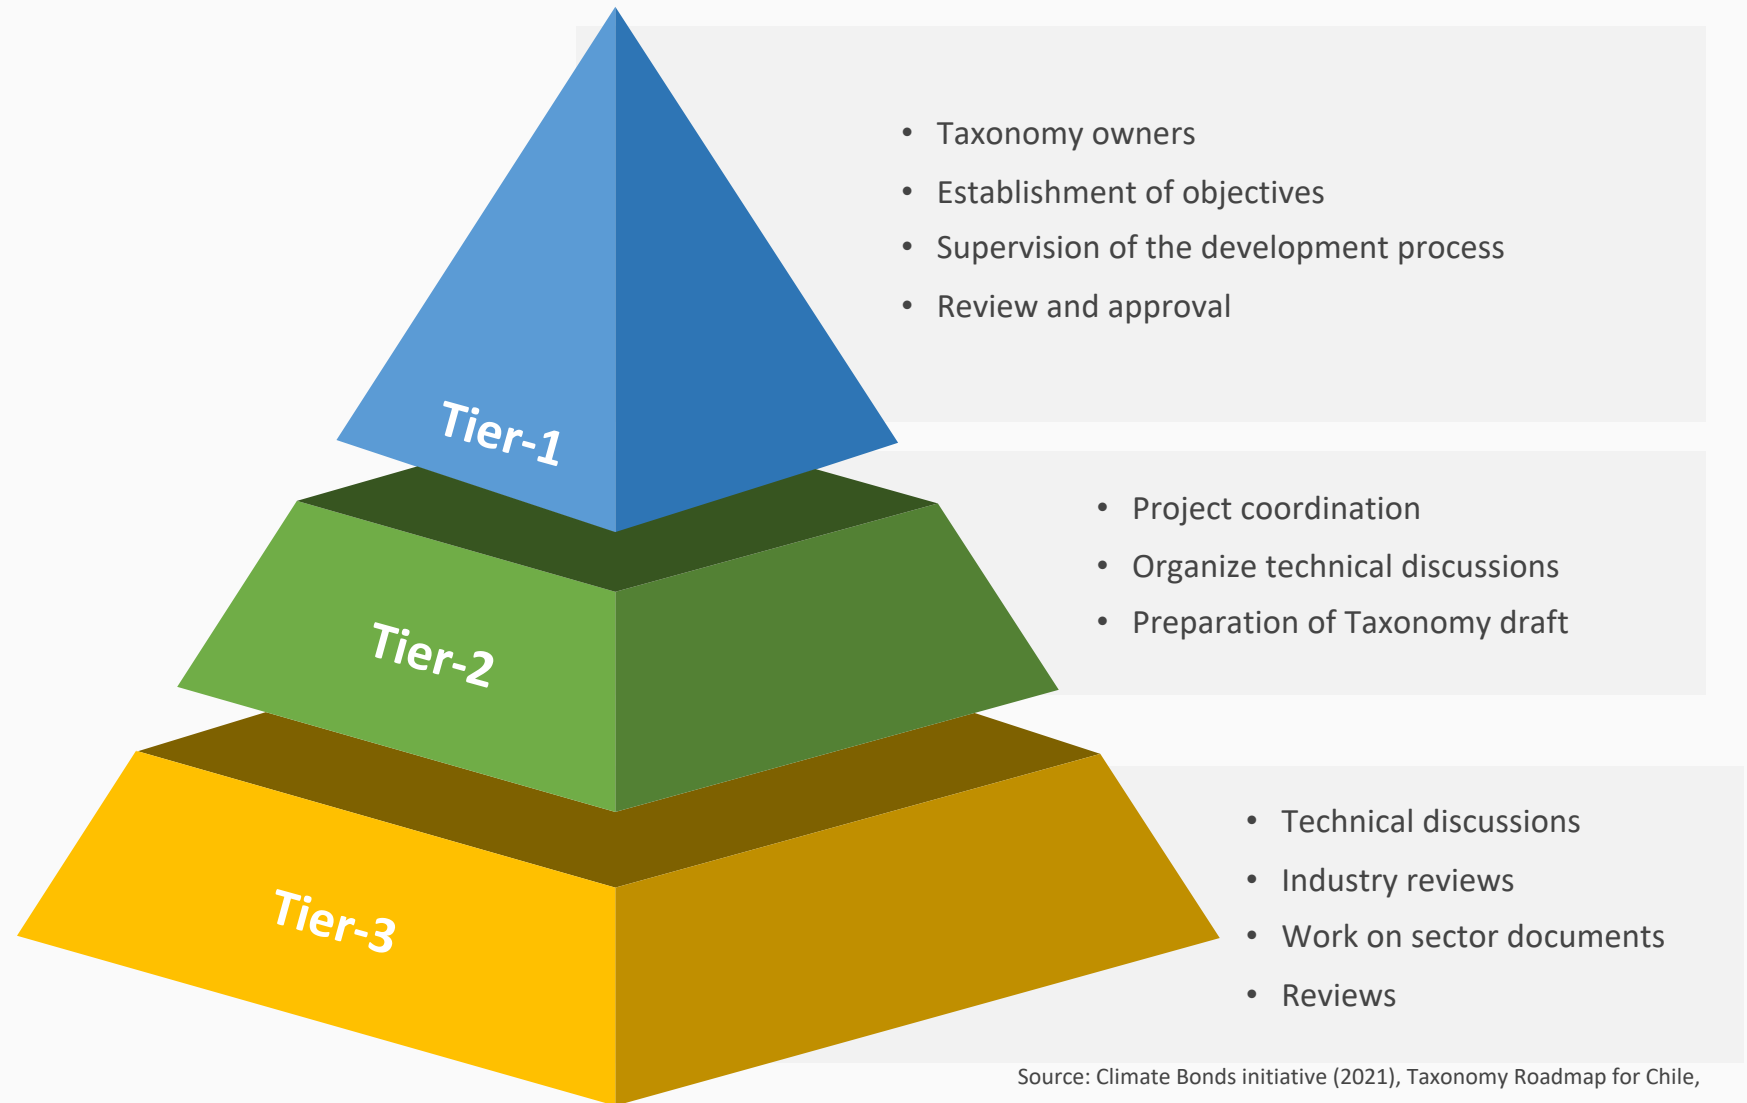 • Taxonomy owners
• Establishment of objectives
• Supervision of the development process
• Review and approval
Tier-1
• Project coordination
• Organize technical discussions
• Preparation of Taxonomy draft
Tier-2
• Technical discussions
• Industry reviews
• Work on sector documents
• Reviews
Tier-3
Source: Climate Bonds initiative (2021), Taxonomy Roadmap for Chile,